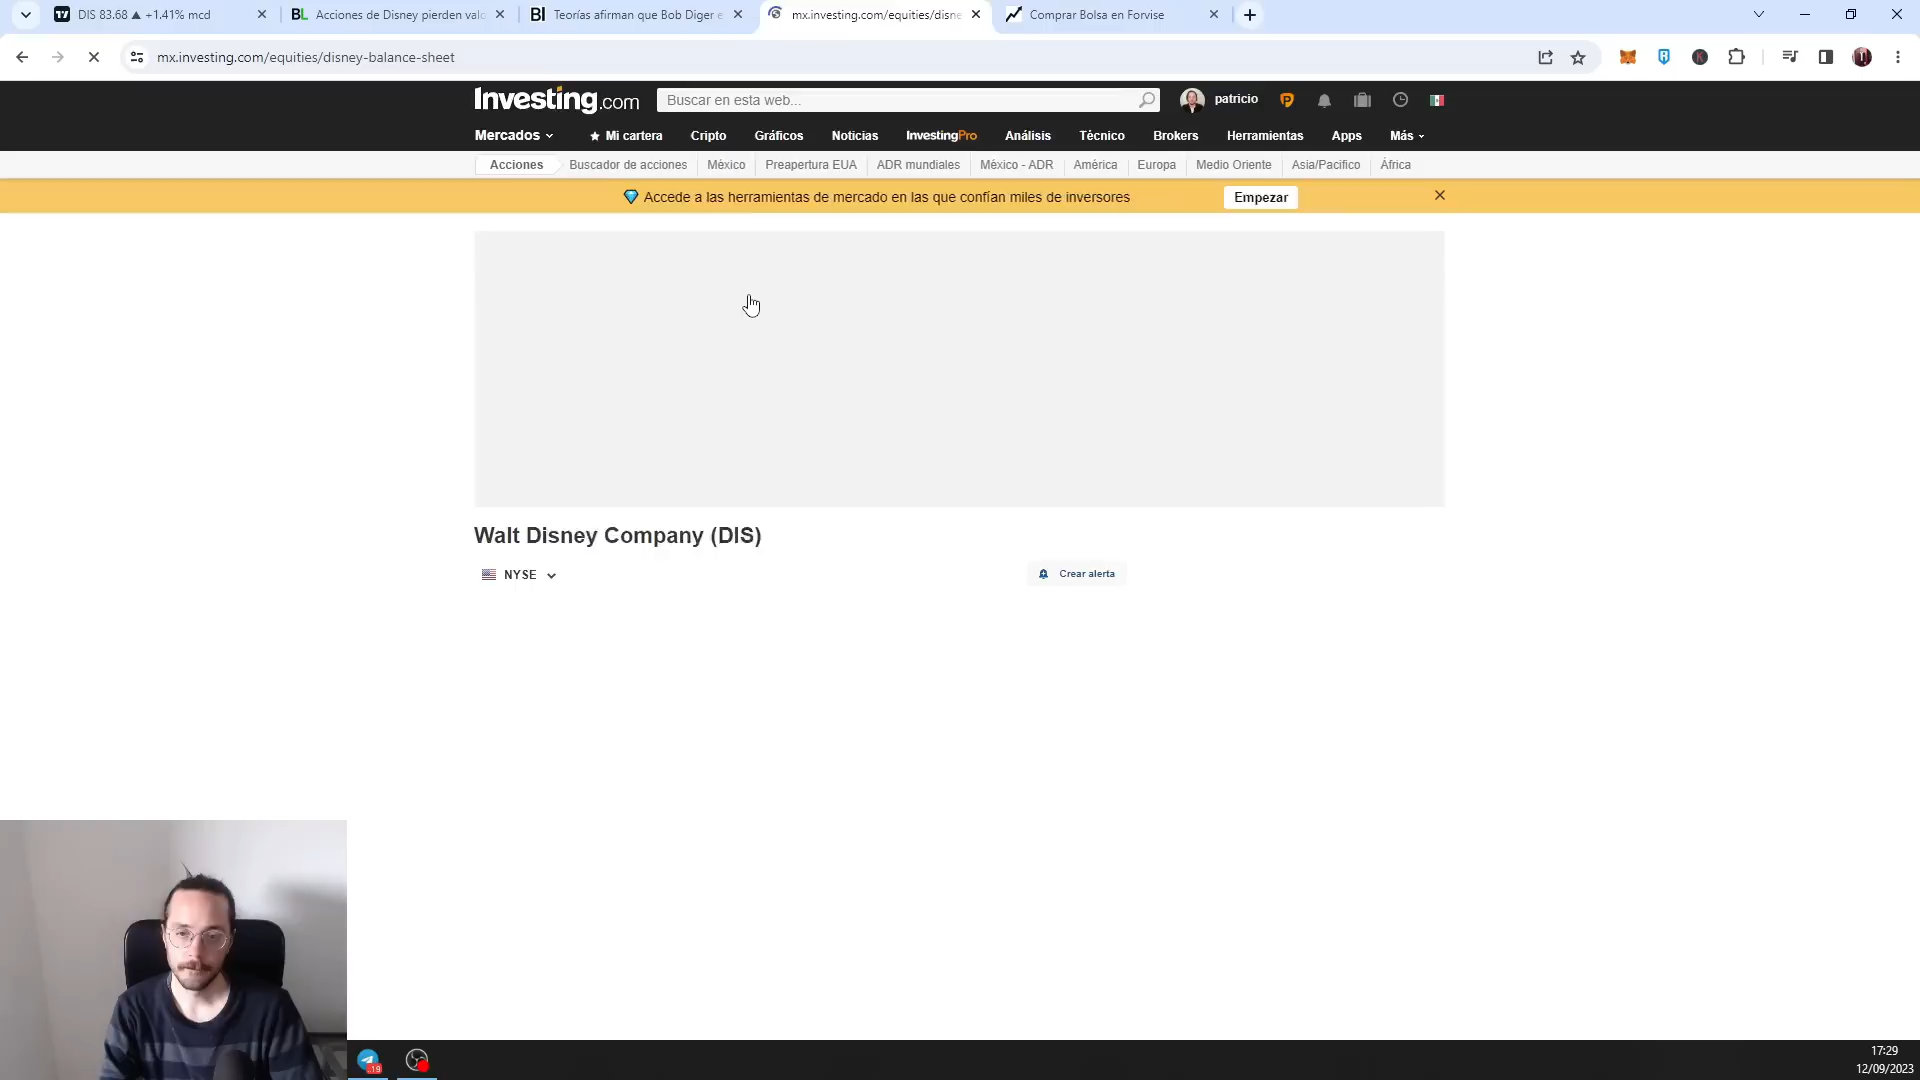 DIS 83.68 ▲ +1.41% mcd
BL Acciones de Disney pierden valo
BI Teorías afirman que Bob Diger e
mx.investing.com/equities/disne
Comprar Bolsa en Forvise
mx.investing.com/equities/disney-balance-sheet
Investing.com
Buscar en esta web...
patricio
Mercados
Mi cartera
Cripto
Gráficos
Noticias
InvestingPro
Análisis
Técnico
Brokers
Herramientas
Apps
Más
Acciones
Buscador de acciones
México
Preapertura EUA
ADR mundiales
México - ADR
América
Europa
Medio Oriente
Asia/Pacifico
África
Accede a las herramientas de mercado en las que confían miles de inversores
Empezar
Walt Disney Company (DIS)
NYSE
Crear alerta
17:29
12/09/2023